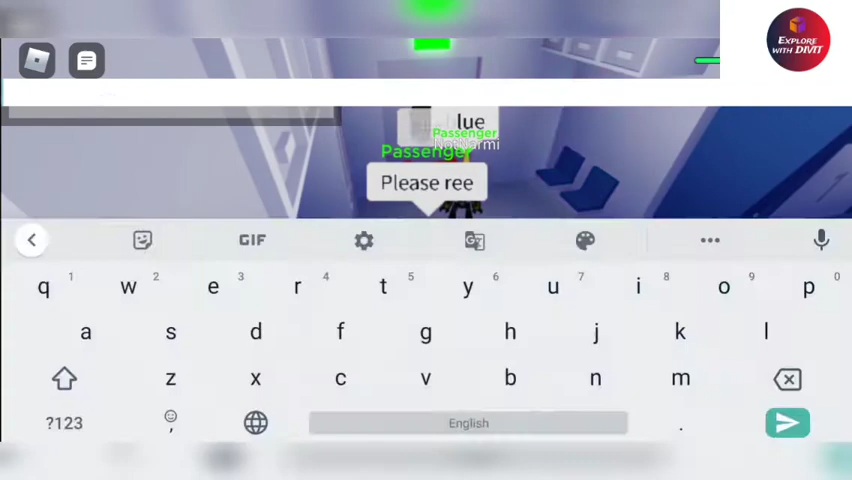 EXPLORE
WITH DIVIT
lue
Passenger
Passenger
Please ree
GIF
q 1 w 2 e 3 r 4 t 5 y 6 u 7 i 8 o 9 p 0
a s d f g h j k l
z x c v b n m
?123 , English .